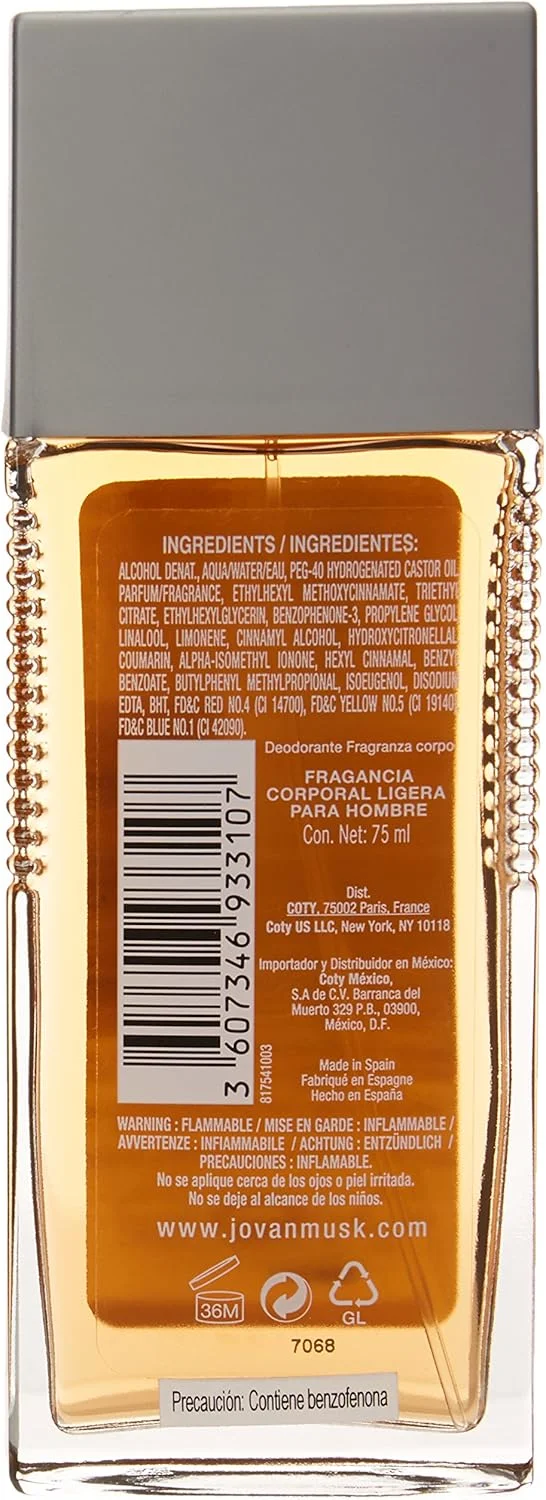 INGREDIENTS / INGREDIENTES:
ALCOHOL DENAT., AQUA/WATER/EAU, PEG-40 HYDROGENATED CASTOR OIL
PARFUM/FRAGRANCE, ETHYLHEXYL METHOXYCINNAMATE, TRIETHY
CITRATE, ETHYLHEXYLGLYCERIN, BENZOPHENONE-3, PROPYLENE GLYCOL
LINALOOL, LIMONENE, CINNAMYL ALCOHOL, HYDROXYCITRONELLAL
COUMARIN, ALPHA-ISOMETHYL IONONE, HEXYL CINNAMAL, BENZY
BENZOATE, BUTYLPHENYL METHYLPROPIONAL, ISOEUGENOL, DISODIUM
EDTA, BHT, FD&C RED NO.4 (CI 14700), FD&C YELLOW NO.5 (CI 19140)
FD&C BLUE NO.1 (CI 42090).
Deodorante Fragranza corpo
FRAGANCIA
CORPORAL LIGERA
PARA HOMBRE
Con. Net: 75 ml
Dist.
COTY, 75002 Paris, France
Coty US LLC, New York, NY 10118
Importador y Distribuidor en México:
Coty México,
S.A de C.V. Barranca del
Muerto 329 P.B., 03900,
México, D.F.
Made in Spain
Fabriqué en Espagne
Hecho en España
3 607346 933107
817541003
WARNING : FLAMMABLE / MISE EN GARDE : INFLAMMABLE /
AVVERTENZE : INFIAMMABILE / ACHTUNG : ENTZÜNDLICH /
PRECAUCIONES : INFLAMABLE.
No se aplique cerca de los ojos o piel irritada.
No se deje al alcance de los niños.
www.jovanmusk.com
36M
GL
7068
Precaución: Contiene benzofenona